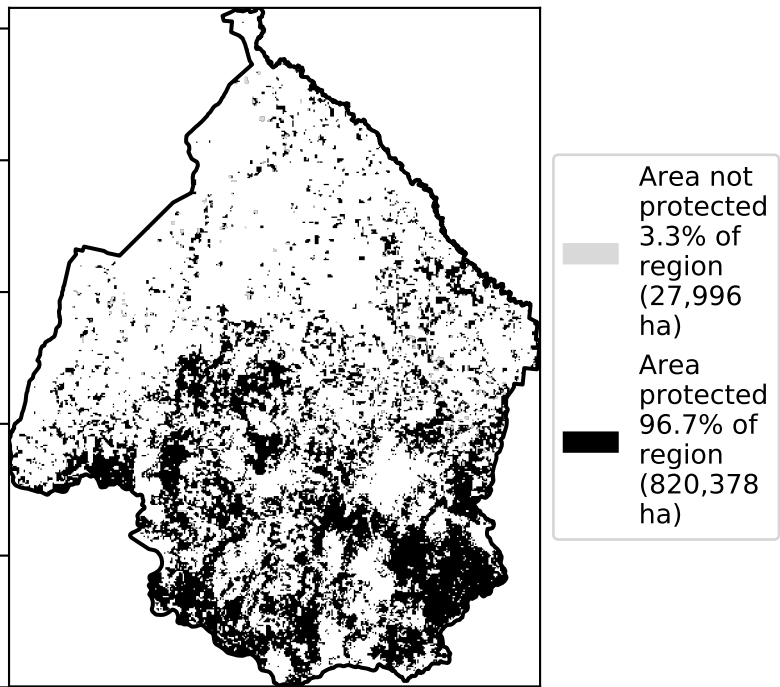 Area not
protected
3.3% of
region
(27,996
ha)
Area
protected
96.7% of
region
(820,378
ha)